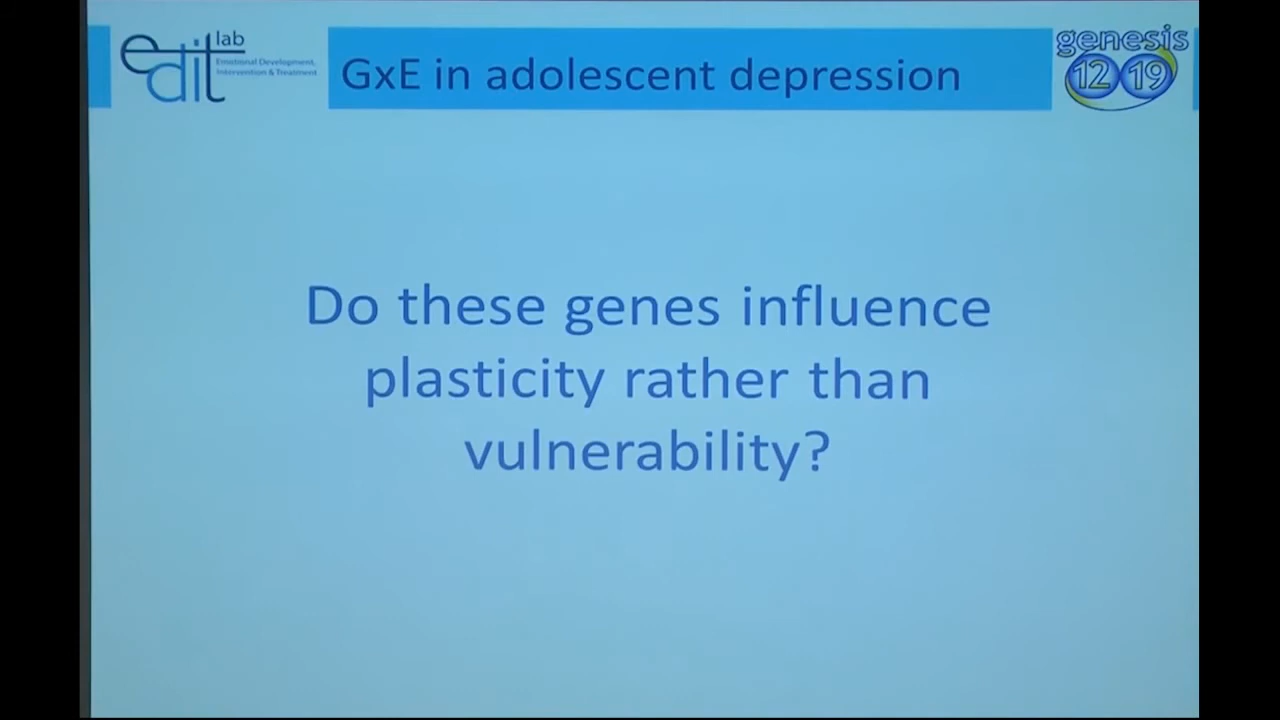 edit lab
Emotional Development,
Intervention & Treatment
GxE in adolescent depression
genesis
12 19
Do these genes influence
plasticity rather than
vulnerability?